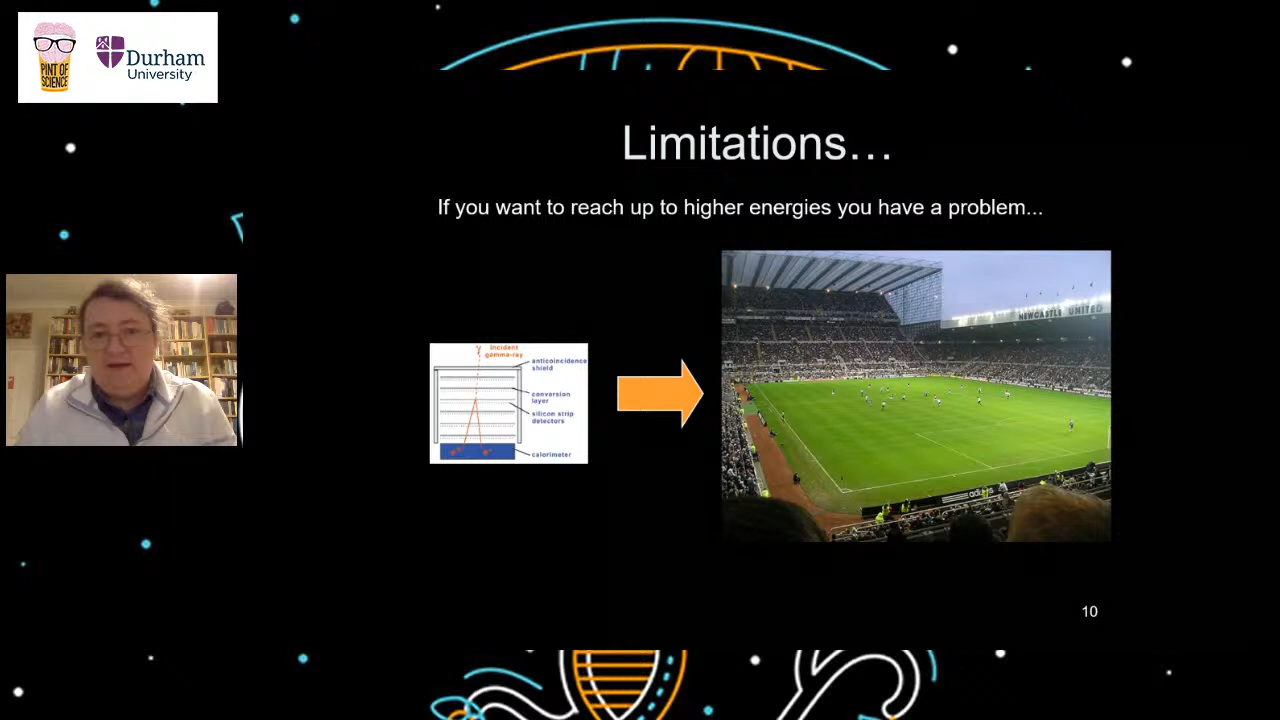 PINT OF
SCIENCE
Durham
University
Limitations...
If you want to reach up to higher energies you have a problem...
incident
gamma-ray
anticoincidence
shield
conversion
layer
silicon strip
detectors
calorimeter
NEWCASTLE UNITED
adidas
10